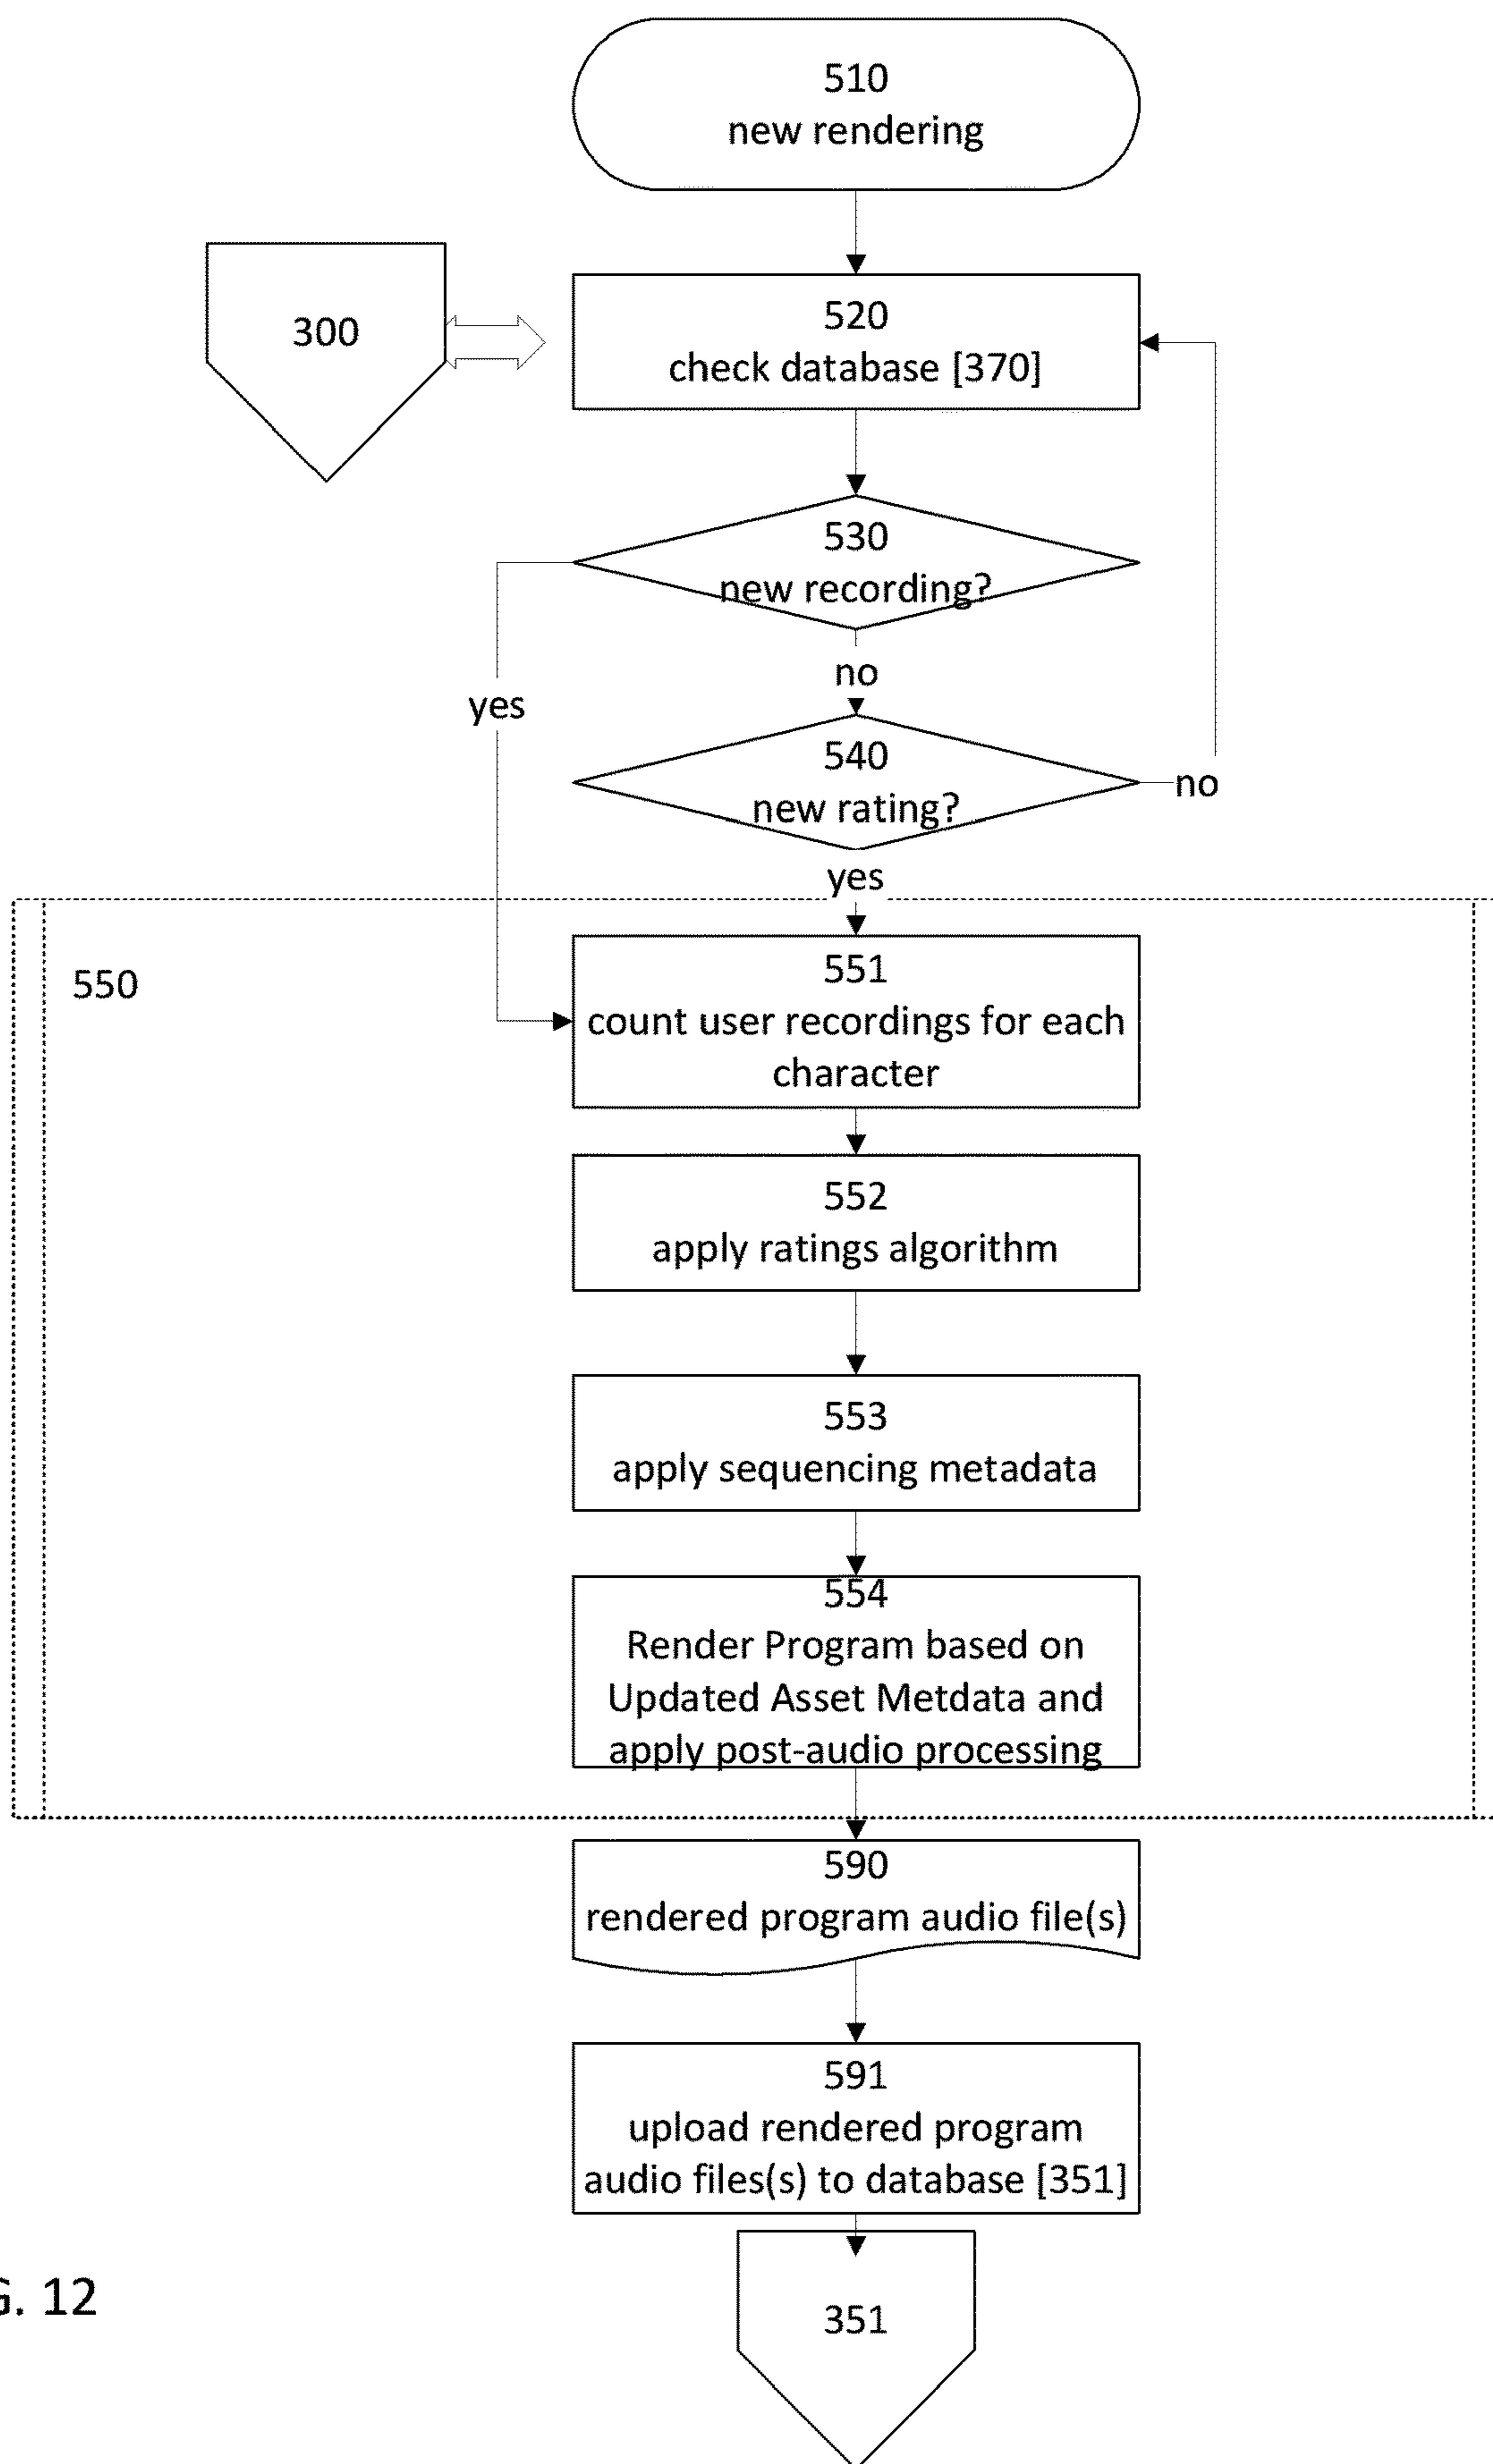 510
new rendering
300
520
check database [370]
530
new recording?
no
yes
540
new rating?
no
yes
550
551
count user recordings for each
character
552
apply ratings algorithm
553
apply sequencing metadata
554
Render Program based on
Updated Asset Metdata and
apply post-audio processing
590
rendered program audio file(s)
591
upload rendered program
audio files(s) to database [351]
351
G. 12